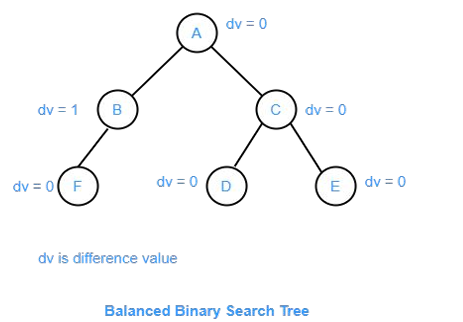 A
dv = 0
dv = 1
B
C
dv = 0
dv = 0
F
dv = 0
D
E
dv = 0
dv is difference value
Balanced Binary Search Tree